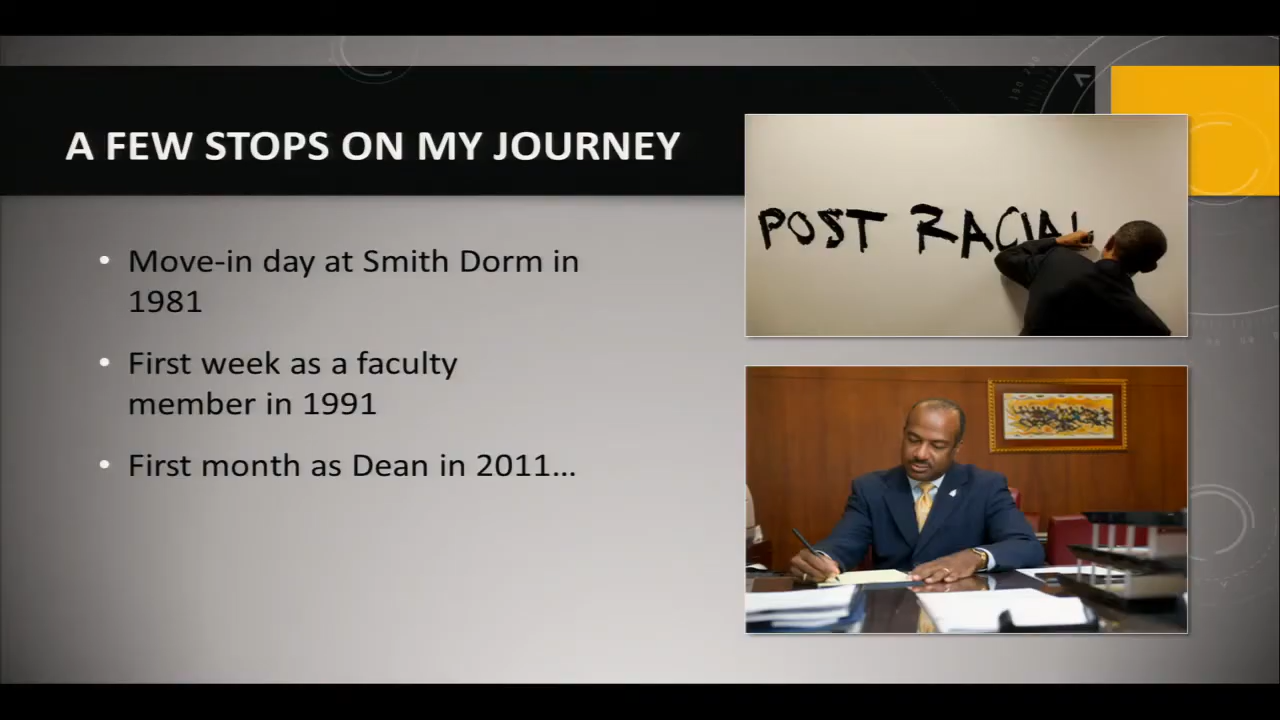 A FEW STOPS ON MY JOURNEY
POST RACIAL
• Move-in day at Smith Dorm in
1981
• First week as a faculty
member in 1991
• First month as Dean in 2011…